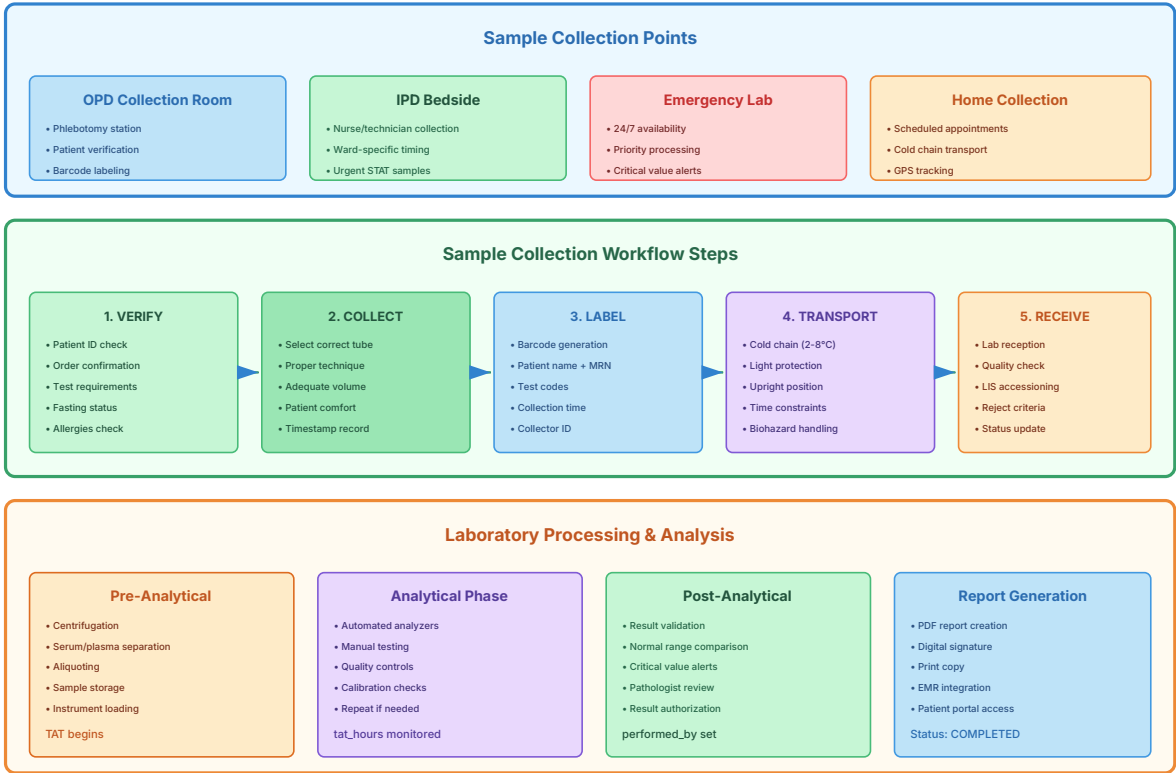 Sample Collection Points
OPD Collection Room
• Phlebotomy station
• Patient verification
• Barcode labeling
IPD Bedside
• Nurse/technician collection
• Ward-specific timing
• Urgent STAT samples
Emergency Lab
• 24/7 availability
• Priority processing
• Critical value alerts
Home Collection
• Scheduled appointments
• Cold chain transport
• GPS tracking
Sample Collection Workflow Steps
1. VERIFY
• Patient ID check
• Order confirmation
• Test requirements
• Fasting status
• Allergies check
2. COLLECT
• Select correct tube
• Proper technique
• Adequate volume
• Patient comfort
• Timestamp record
3. LABEL
• Barcode generation
• Patient name + MRN
• Test codes
• Collection time
• Collector ID
4. TRANSPORT
• Cold chain (2-8°C)
• Light protection
• Upright position
• Time constraints
• Biohazard handling
5. RECEIVE
• Lab reception
• Quality check
• LIS accessioning
• Reject criteria
• Status update
Laboratory Processing & Analysis
Pre-Analytical
• Centrifugation
• Serum/plasma separation
• Aliquoting
• Sample storage
• Instrument loading
TAT begins
Analytical Phase
• Automated analyzers
• Manual testing
• Quality controls
• Calibration checks
• Repeat if needed
tat_hours monitored
Post-Analytical
• Result validation
• Normal range comparison
• Critical value alerts
• Pathologist review
• Result authorization
performed_by set
Report Generation
• PDF report creation
• Digital signature
• Print copy
• EMR integration
• Patient portal access
Status: COMPLETED